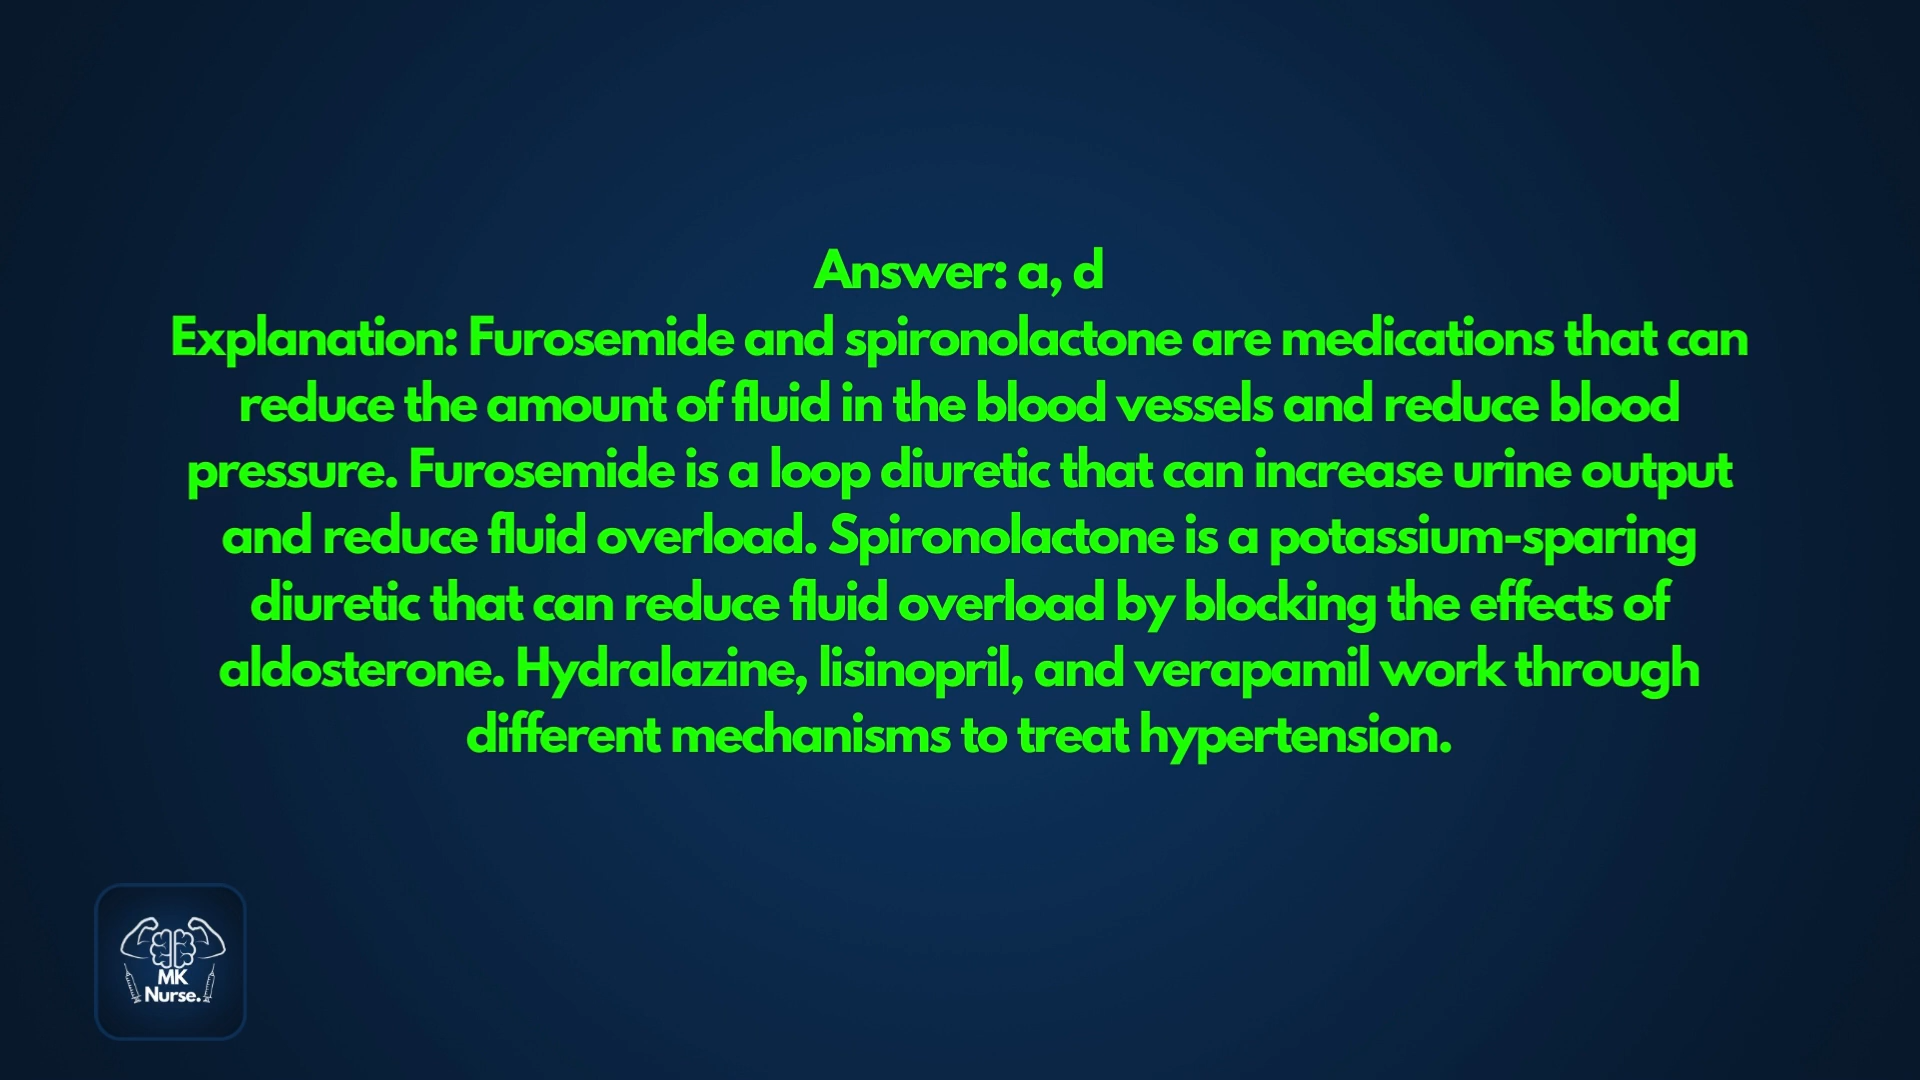 Answer: a, d
Explanation: Furosemide and spironolactone are medications that can
reduce the amount of fluid in the blood vessels and reduce blood
pressure. Furosemide is a loop diuretic that can increase urine output
and reduce fluid overload. Spironolactone is a potassium-sparing
diuretic that can reduce fluid overload by blocking the effects of
aldosterone. Hydralazine, lisinopril, and verapamil work through
different mechanisms to treat hypertension.
MK
Nurse.